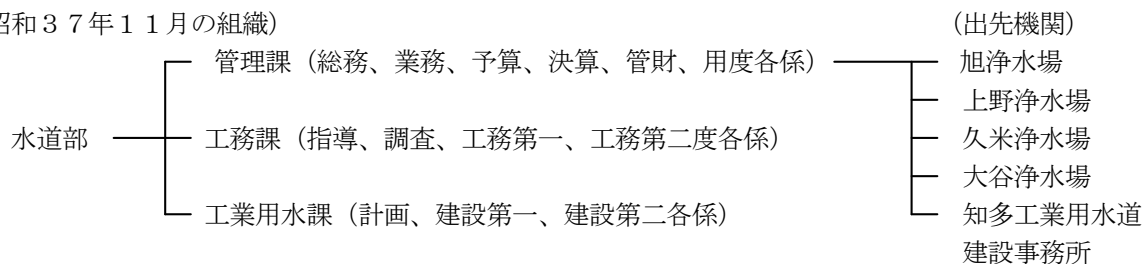 昭和３７年１１月の組織）
（出先機関）
管理課（総務、業務、予算、決算、管財、用度各係）
旭浄水場
上野浄水場
水道部
工務課（指導、調査、工務第一、工務第二度各係）
久米浄水場
大谷浄水場
工業用水課（計画、建設第一、建設第二各係）
知多工業用水道
建設事務所